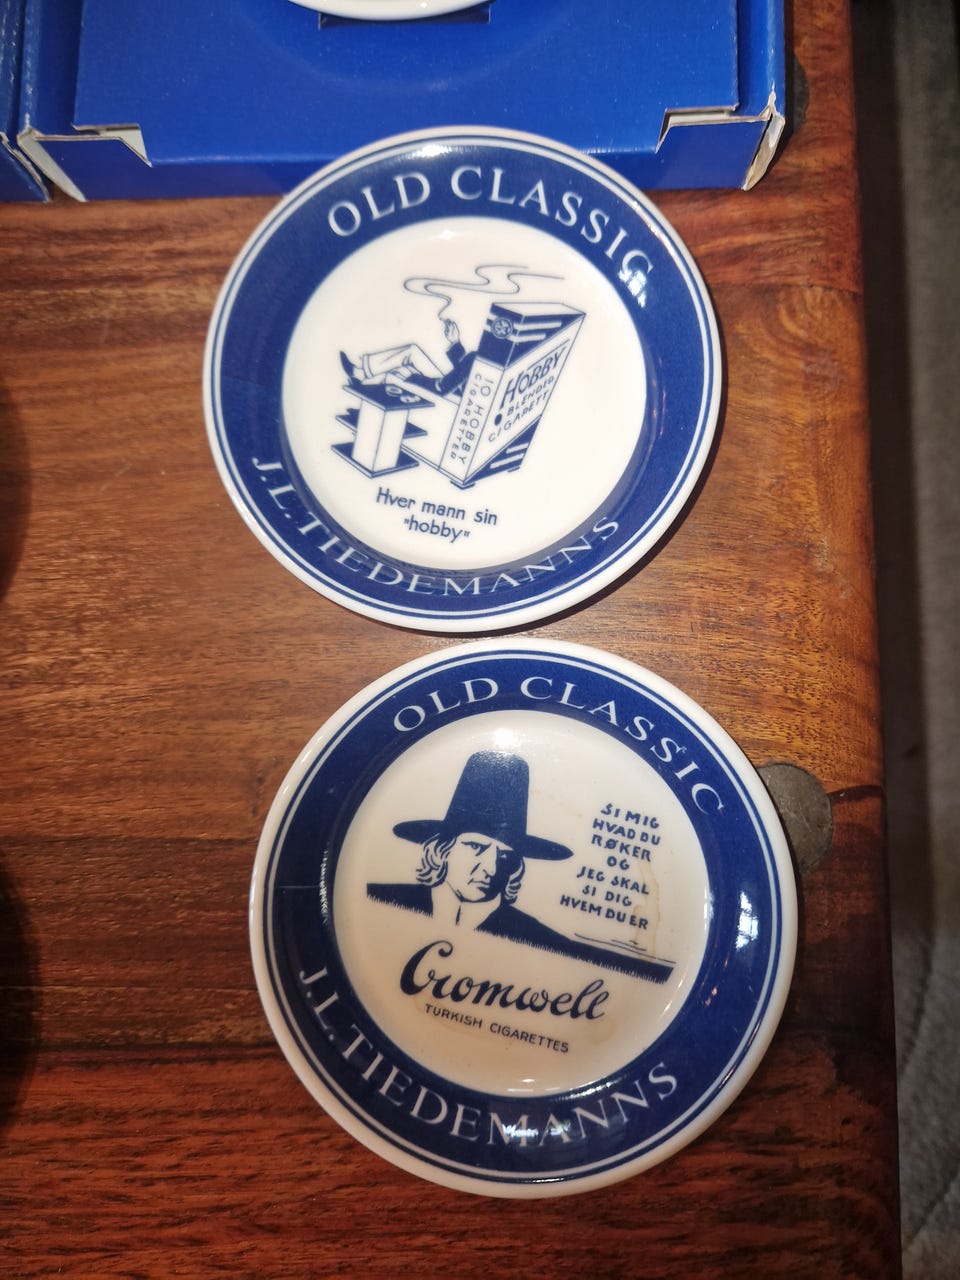 OLD CLASSIC
HOBBY
BLENDED
CIGARETT
10 HOBBY
CIGARETTER
Hver mann sin
"hobby"
J.L.TIEDEMANNS
OLD CLASSIC
SI MIG
HVAD DU
RØKER
OG
JEG SKAL
SI DIG
HVEM DU ER
Cromwell
TURKISH CIGARETTES
J.L.TIEDEMANNS